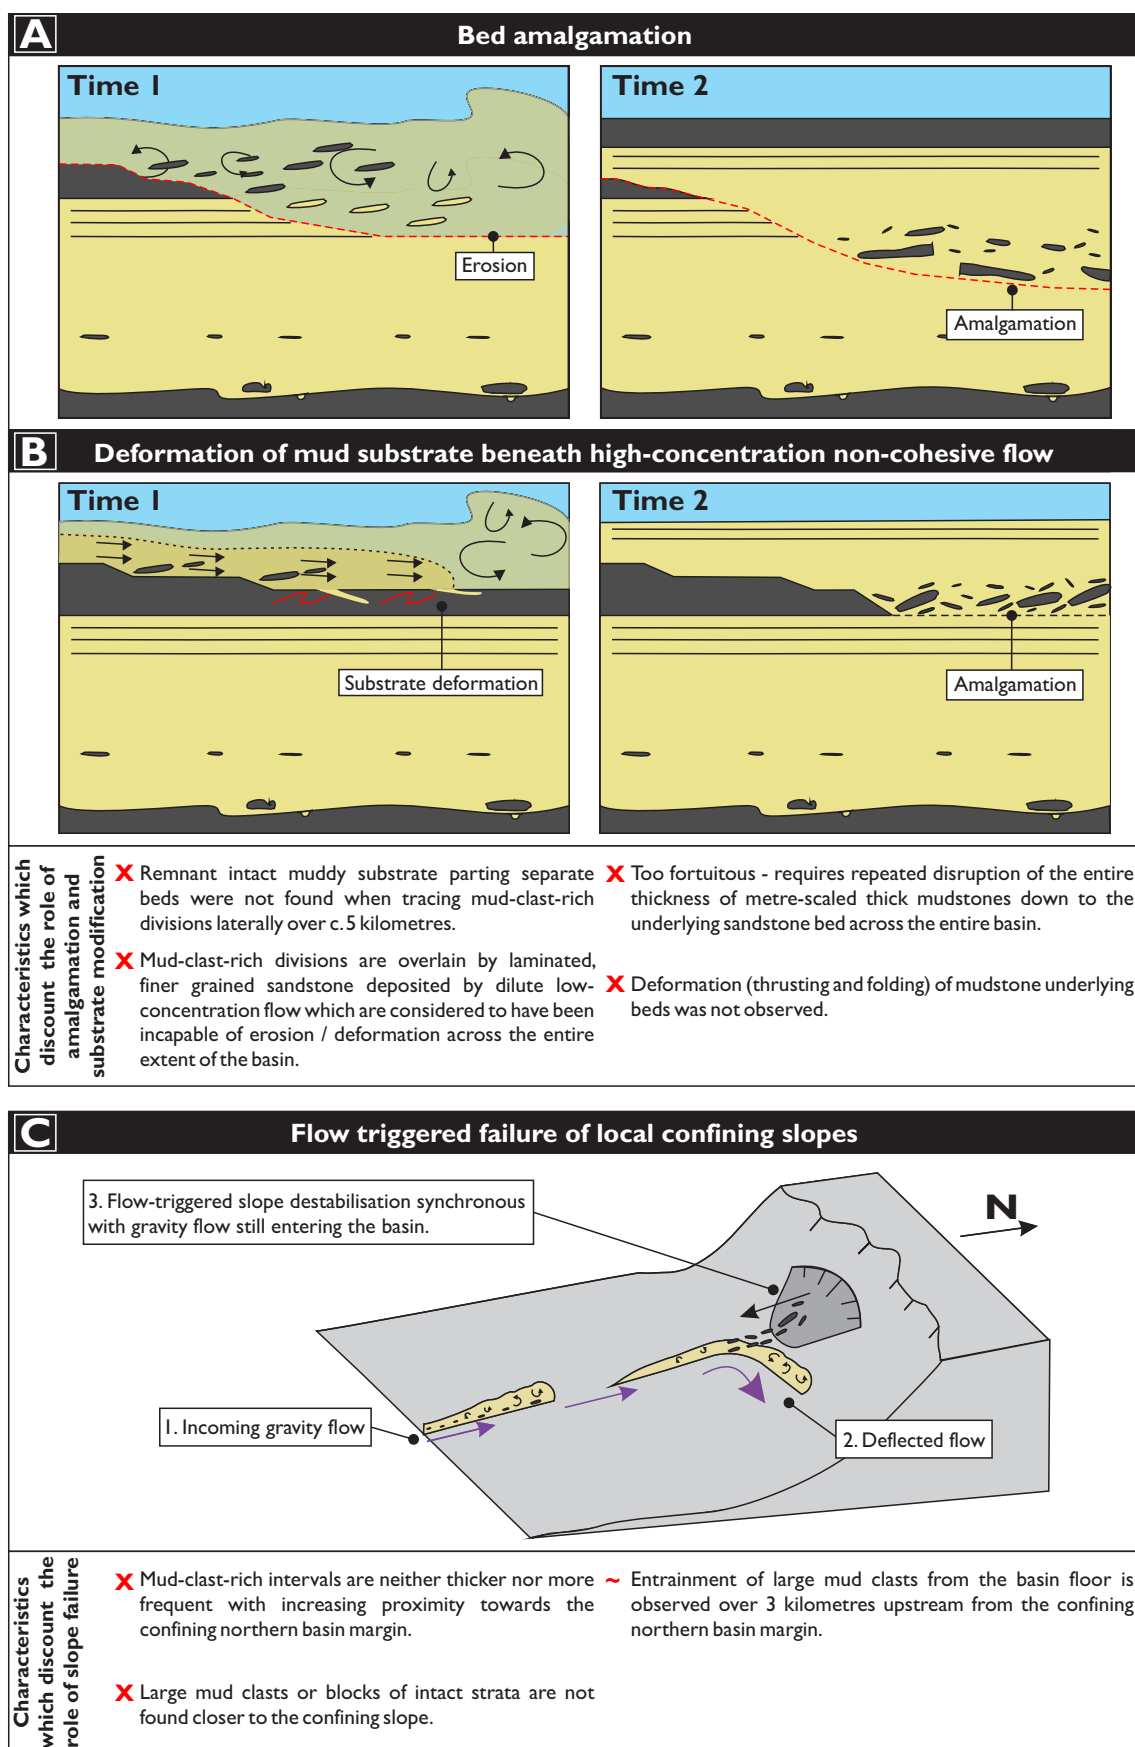 A
Bed amalgamation
Time 1
Erosion
Time 2
Amalgamation
B
Deformation of mud substrate beneath high-concentration non-cohesive flow
Time 1
Substrate deformation
Time 2
Amalgamation
Characteristics which
discount the role of
amalgamation and
substrate modification
X Remnant intact muddy substrate parting separate
beds were not found when tracing mud-clast-rich
divisions laterally over c. 5 kilometres.
X Mud-clast-rich divisions are overlain by laminated,
finer grained sandstone deposited by dilute low-
concentration flow which are considered to have been
incapable of erosion / deformation across the entire
extent of the basin.
X Too fortuitous - requires repeated disruption of the entire
thickness of metre-scaled thick mudstones down to the
underlying sandstone bed across the entire basin.
X Deformation (thrusting and folding) of mudstone underlying
beds was not observed.
C
Flow triggered failure of local confining slopes
3. Flow-triggered slope destabilisation synchronous
with gravity flow still entering the basin.
N
1. Incoming gravity flow
2. Deflected flow
Characteristics
which discount the
role of slope failure
X Mud-clast-rich intervals are neither thicker nor more
frequent with increasing proximity towards the
confining northern basin margin.
X Large mud clasts or blocks of intact strata are not
found closer to the confining slope.
~ Entrainment of large mud clasts from the basin floor is
observed over 3 kilometres upstream from the confining
northern basin margin.